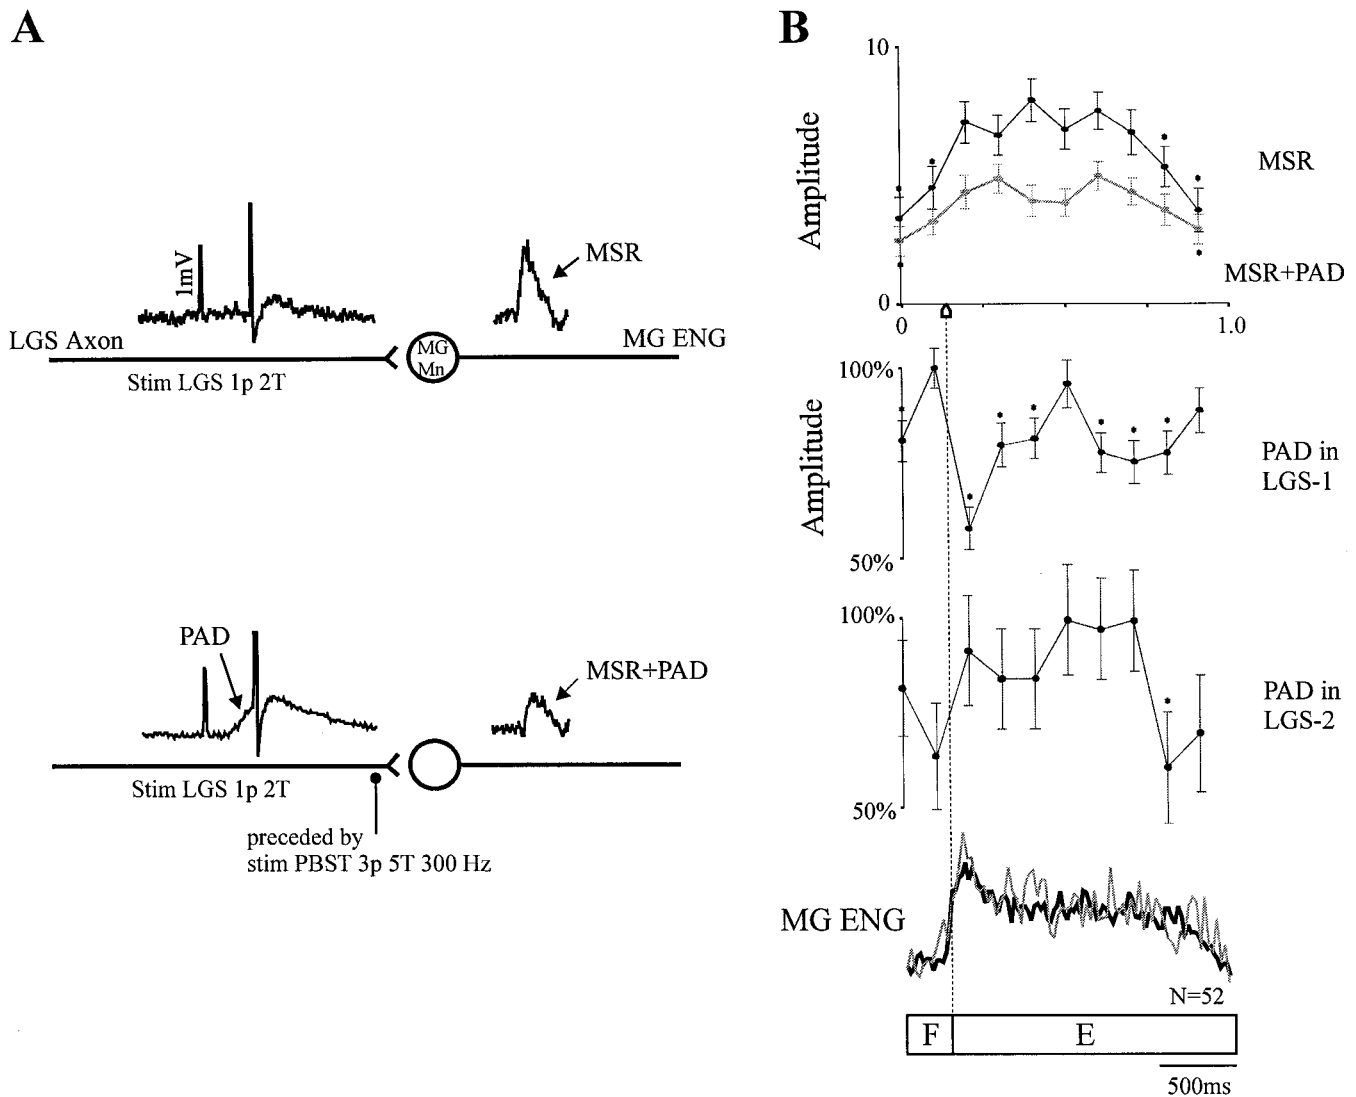 A
1mV
MSR
LGS Axon
MG
Mn
MG ENG
Stim LGS 1p 2T
PAD
MSR+PAD
Stim LGS 1p 2T
preceded by
stim PBST 3p 5T 300 Hz
B
10
Amplitude
MSR
MSR+PAD
0
0
1.0
100%
Amplitude
PAD in
LGS-1
50%
100%
PAD in
LGS-2
50%
MG ENG
N=52
F
E
500ms